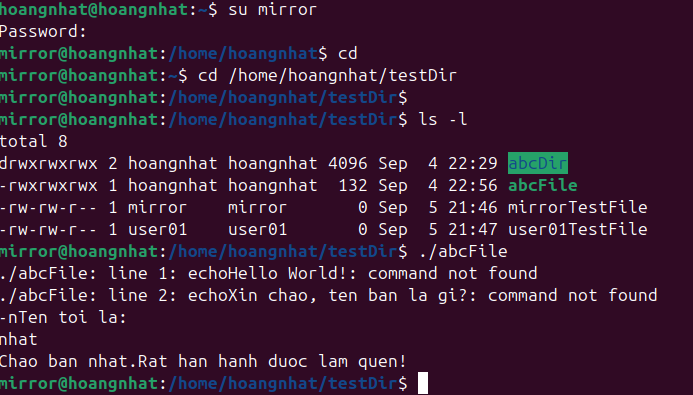 hoangnhat@hoangnhat:~$ su mirror
Password:
mirror@hoangnhat:/home/hoangnhat$ cd
mirror@hoangnhat:~$ cd /home/hoangnhat/testDir
mirror@hoangnhat:/home/hoangnhat/testDir$
mirror@hoangnhat:/home/hoangnhat/testDir$ ls -l
total 8
drwxrwxrwx 2 hoangnhat hoangnhat 4096 Sep  4 22:29 abcDir
-rwxrwxrwx 1 hoangnhat hoangnhat  132 Sep  4 22:56 abcFile
-rw-rw-r-- 1 mirror    mirror       0 Sep  5 21:46 mirrorTestFile
-rw-rw-r-- 1 user01    user01       0 Sep  5 21:47 user01TestFile
mirror@hoangnhat:/home/hoangnhat/testDir$ ./abcFile
./abcFile: line 1: echoHello World!: command not found
./abcFile: line 2: echoXin chao, ten ban la gi?: command not found
-nTen toi la:
nhat
Chao ban nhat.Rat han hanh duoc lam quen!
mirror@hoangnhat:/home/hoangnhat/testDir$